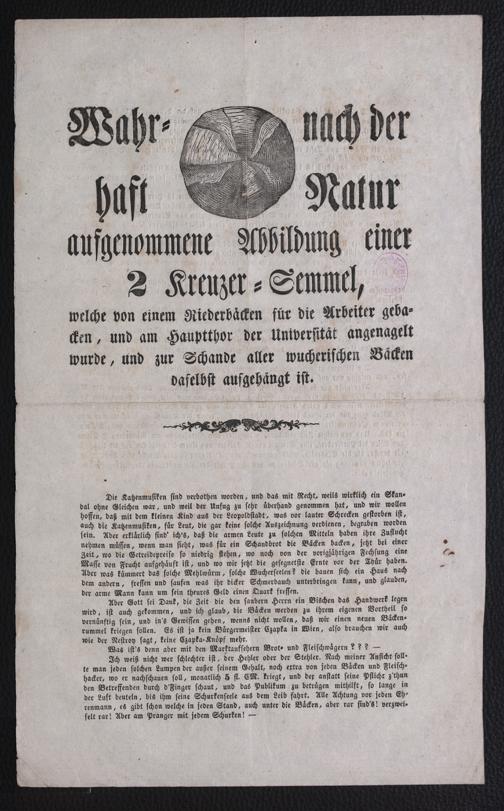 Wahr= nach der
haft Natur
aufgenommene Abbildung einer
2 Kreuzer = Semmel,
welche von einem Niederbäcken für die Arbeiter geba=
cken, und am Hauptthor der Universität angenagelt
wurde, und zur Schande aller wucherischen Bäcken
daselbst aufgehängt ist.
Die Katzenmusiken sind verbothen worden, und das mit Recht, weils wirklich ein Skan=
dal ohne Gleichen war, und weil der Unfug zu sehr überhand genommen hat, und wir wollen
hoffen, daß mit dem kleinen Kind aus der Leopoldstadt, was vor lauter Schrecken gestorben ist,
auch die Katzenmusiken, für Leut, die gar keine solche Auszeichnung verdienen, begraben worden
sein. Aber erklärlich sind' ich's, daß die armen Leute zu solchen Mitteln haben ihre Zuflucht
nehmen müssen, wenn man sieht, was für ein Schandbrot die Bäcken backen, jetzt bei einer
Zeit, wo die Getreidpreise so niedrig stehen, wo noch von der vorigjährigen Fechsung eine
Masse von Frucht aufgehäuft ist, und wo wir jetzt die gesegnetste Ernte vor der Thür haben.
Aber was kümmert das solche Mehlwürm, solche Wucherseelen? die bauen sich ein Haus nach
dem andern, fressen und saufen was ihr dicker Schmerbauch unterbringen kann, und glauben,
der arme Mann kann um sein theures Geld einen Quark fressen.
Aber Gott sei Dank, die Zeit die den saubern Herrn ein Bischen das Handwerk legen
wird, ist auch gekommen, und ich glaub, die Bäcken werden zu ihrem eigenen Vortheil so
vernünftig sein, und in's Gewissen gehen, wenns nicht wollen, daß wir einen neuen Bäcken=
rummel kriegen sollen. Es ist ja kein Bürgermeister Czapka in Wien, also brauchen wir auch
wie der Nestroy sagt, keine Czapka=Knöpf mehr.
Was ist's denn aber mit den Marktaufsehern Brot= und Fleischwägern ? ? ? —
Ich weiß nicht wer schlechter ist, der Hehler oder der Stehler. Nach meiner Ansicht soll=
te man jeden solchen Lumpen der außer seinem Gehalt, noch extra von jeden Bäcken und Fleisch=
hacker, wo er nachschauen soll, monatlich 5 fl. CM. kriegt, und der anstatt seine Pflicht z'thun
den Betreffenden durch d'Finger schaut, und das Publikum zu betrügen mithilft, so lange in
der Luft beuteln, bis ihm seine Schurkenseele aus dem Leib fahrt. Alle Achtung vor jeden Eh=
renmann, es gibt schon welche in jeden Stand, auch unter die Bäcken, aber rar sind's! verzwei=
felt rar! Aber am Pranger mit jedem Schurken! —